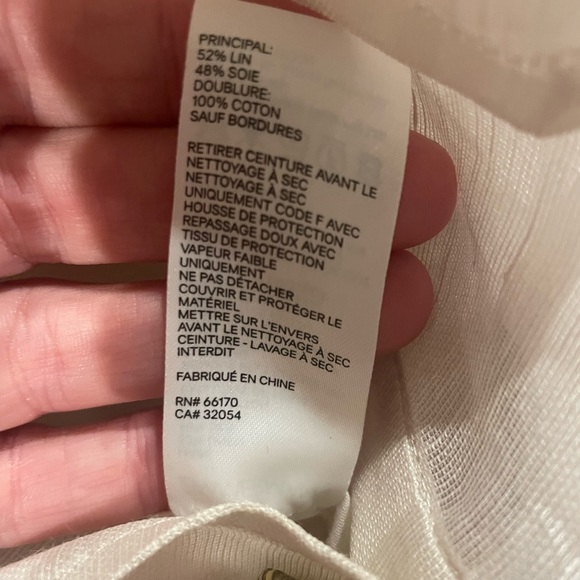 PRINCIPAL:
52% LIN
48% SOIE
DOUBLURE:
100% COTON
SAUF BORDURES
RETIRER CEINTURE AVANT LE
NETTOYAGE À SEC
NETTOYAGE À SEC
UNIQUEMENT CODE F AVEC
HOUSSE DE PROTECTION
REPASSAGE DOUX AVEC
TISSU DE PROTECTION
VAPEUR FAIBLE
UNIQUEMENT
NE PAS DÉTACHER
COUVRIR ET PROTÉGER LE
MATÉRIEL
METTRE SUR L'ENVERS
AVANT LE NETTOYAGE À SEC
CEINTURE - LAVAGE À SEC
INTERDIT
FABRIQUÉ EN CHINE
RN# 66170
CA# 32054